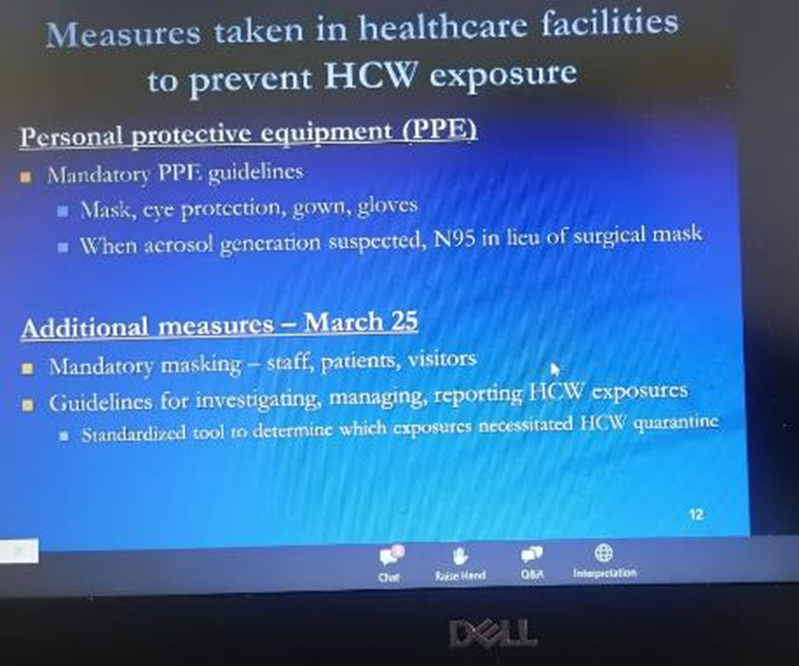 Measures taken in healthcare facilities
to prevent HCW exposure
Personal protective equipment (PPE)
Mandatory PPE guidelines
Mask, eye protection, gown, gloves
When aerosol generation suspected, N95 in lieu of surgical mask
Additional measures – March 25
Mandatory masking – staff, patients, visitors
Guidelines for investigating, managing, reporting HCW exposures
Standardized tool to determine which exposures necessitated HCW quarantine
12
Chat Raise Hand Q&A Interpretation
DELL